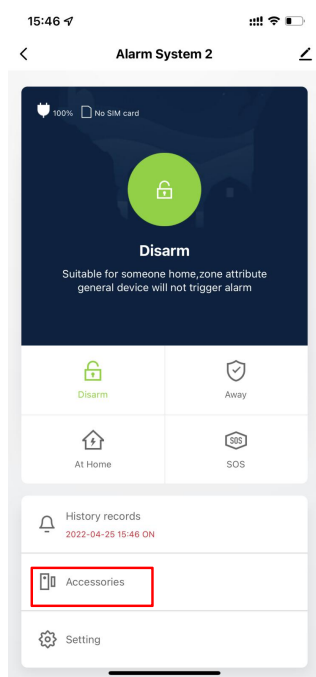 15:46
Alarm System 2
100% No SIM card
Disarm
Suitable for someone home,zone attribute
general device will not trigger alarm
Disarm
Away
SOS
At Home
SOS
History records
2022-04-25 15:46 ON
Accessories
Setting